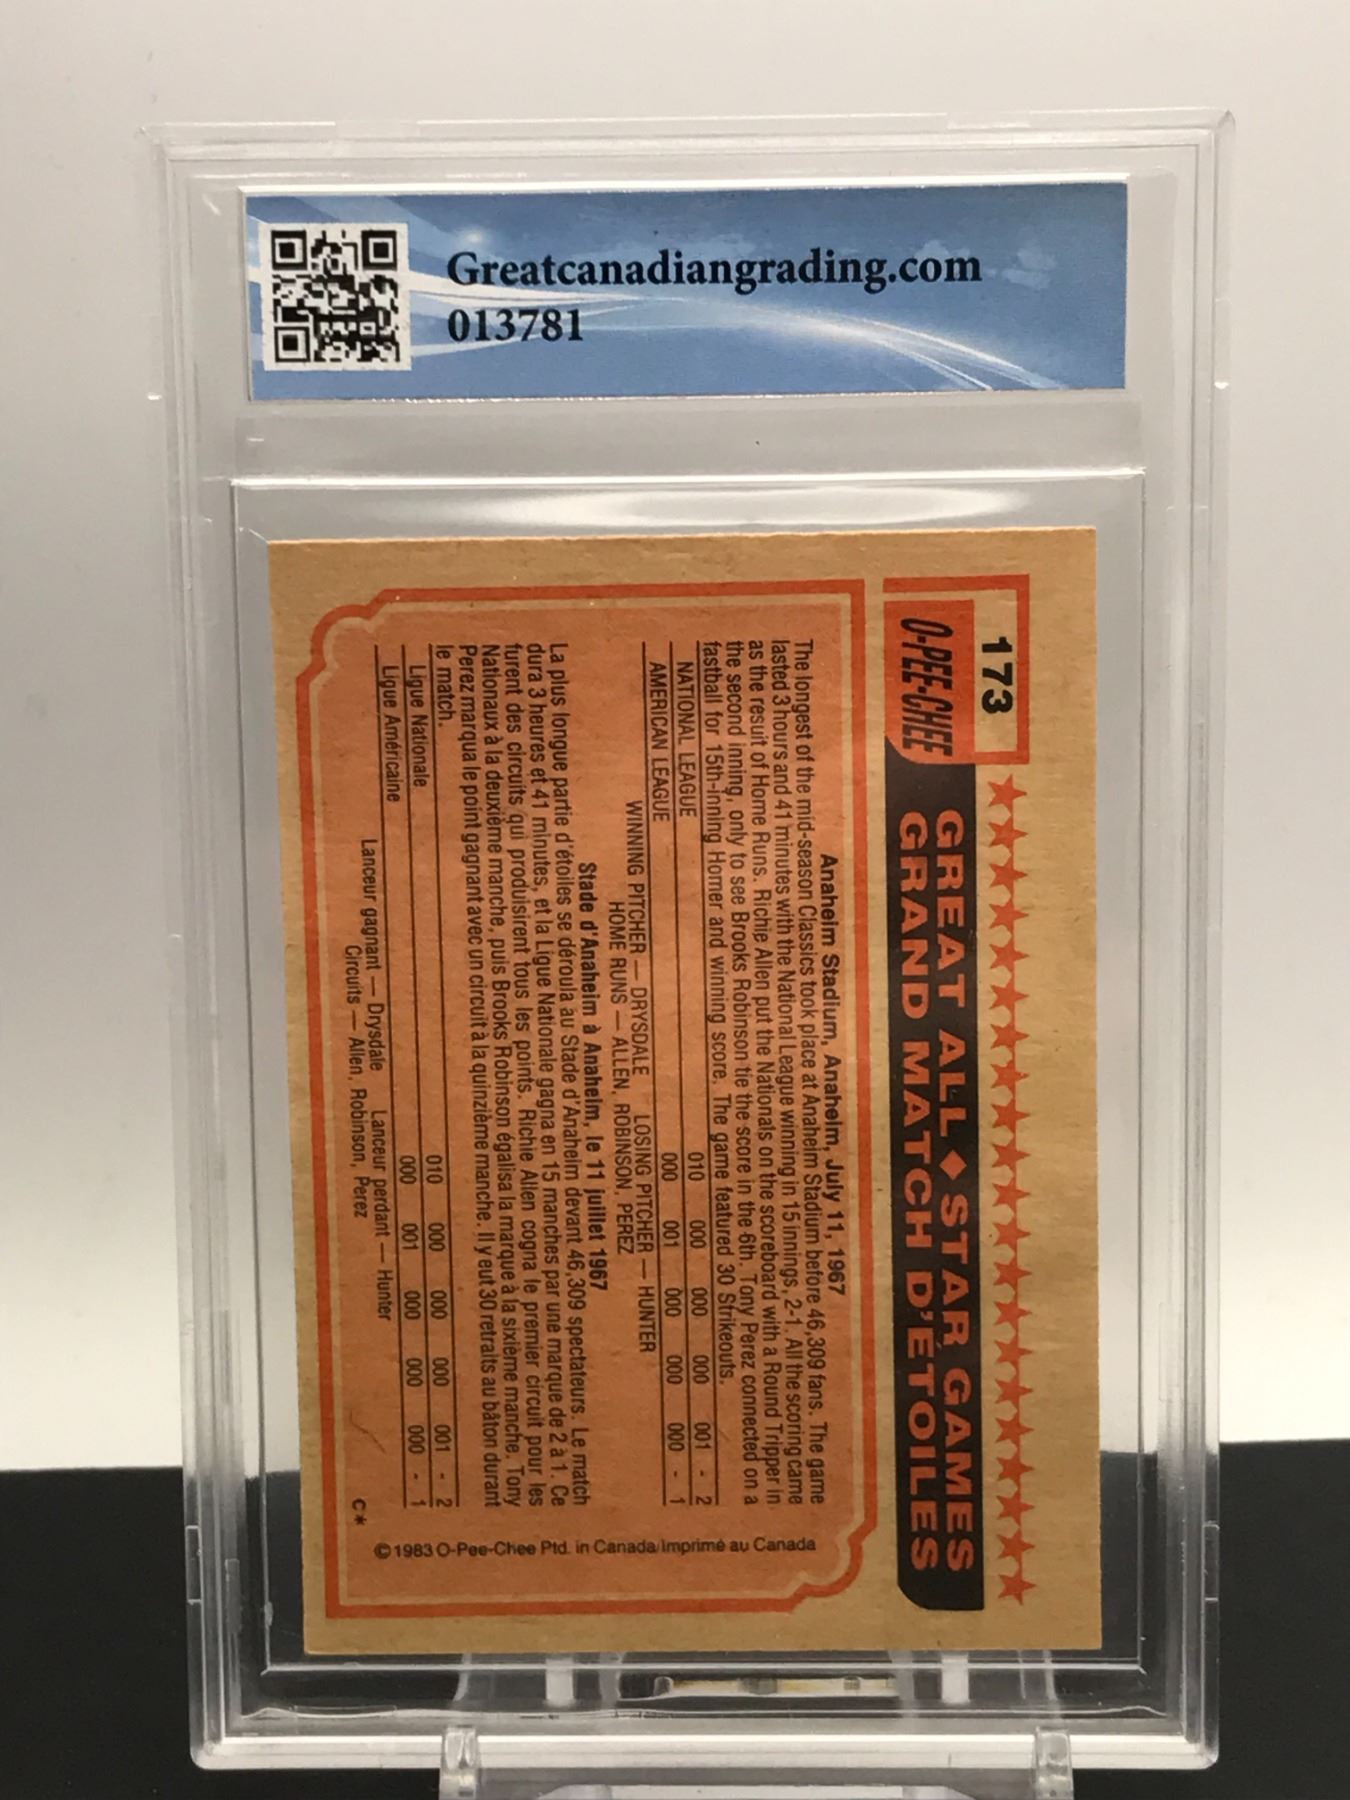 Greatcanadiangrading.com
013781
173
O-PEE-CHEE
GREAT ALL ◆ STAR GAMES
GRAND MATCH D'ÉTOILES
Anaheim Stadium, Anaheim, July 11, 1967
The longest of the mid-season Classics took place at Anaheim Stadium before 46,309 fans. The game
lasted 3 hours and 41 minutes with the National League winning in 15 innings, 2-1. All the scoring came
as the result of Home Runs. Richie Allen put the Nationals on the scoreboard with a Round Tripper in
the second inning, only to see Brooks Robinson tie the score in the 6th. Tony Perez connected on a
fastball for 15th-inning Homer and winning score. The game featured 30 Strikeouts.
NATIONAL LEAGUE 010 000 000 000 001 - 2
AMERICAN LEAGUE 000 001 000 000 000 - 1
WINNING PITCHER — DRYSDALE LOSING PITCHER — HUNTER
HOME RUNS — ALLEN, ROBINSON, PEREZ
Stade d'Anaheim à Anaheim, le 11 juillet 1967
La plus longue partie d'étoiles se déroula au Stade d'Anaheim devant 46,309 spectateurs. Le match
dura 3 heures et 41 minutes, et la Ligue Nationale gagna en 15 manches par une marque de 2 à 1. Ce
furent des circuits qui produisirent tous les points. Richie Allen cogna le premier circuit pour les
Nationaux à la deuxième manche, puis Brooks Robinson égalisa la marque à la sixième manche. Tony
Perez marqua le point gagnant avec un circuit à la quinzième manche. Il y eut 30 retraits au bâton durant
le match.
Ligue Nationale 010 000 000 000 001 - 2
Ligue Américaine 000 001 000 000 000 - 1
Lanceur gagnant — Drysdale Lanceur perdant — Hunter
Circuits — Allen, Robinson, Perez
C*
©1983 O-Pee-Chee Ptd. in Canada/Imprimé au Canada